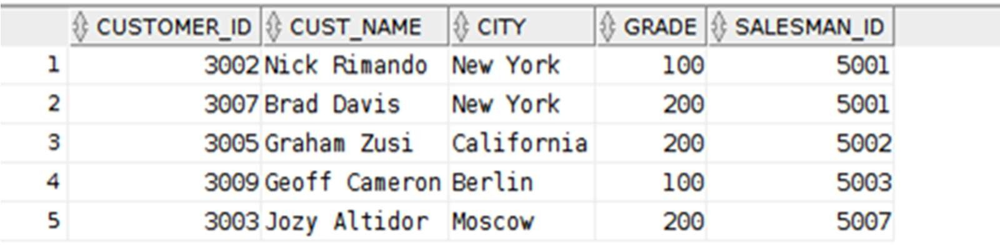 CUSTOMER_ID CUST_NAME CITY GRADE SALESMAN_ID
1 3002 Nick Rimando New York 100 5001
2 3007 Brad Davis New York 200 5001
3 3005 Graham Zusi California 200 5002
4 3009 Geoff Cameron Berlin 100 5003
5 3003 Jozy Altidor Moscow 200 5007